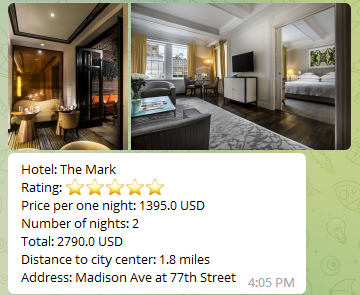 Hotel: The Mark
Rating: ⭐⭐⭐⭐⭐
Price per one night: 1395.0 USD
Number of nights: 2
Total: 2790.0 USD
Distance to city center: 1.8 miles
Address: Madison Ave at 77th Street
4:05 PM